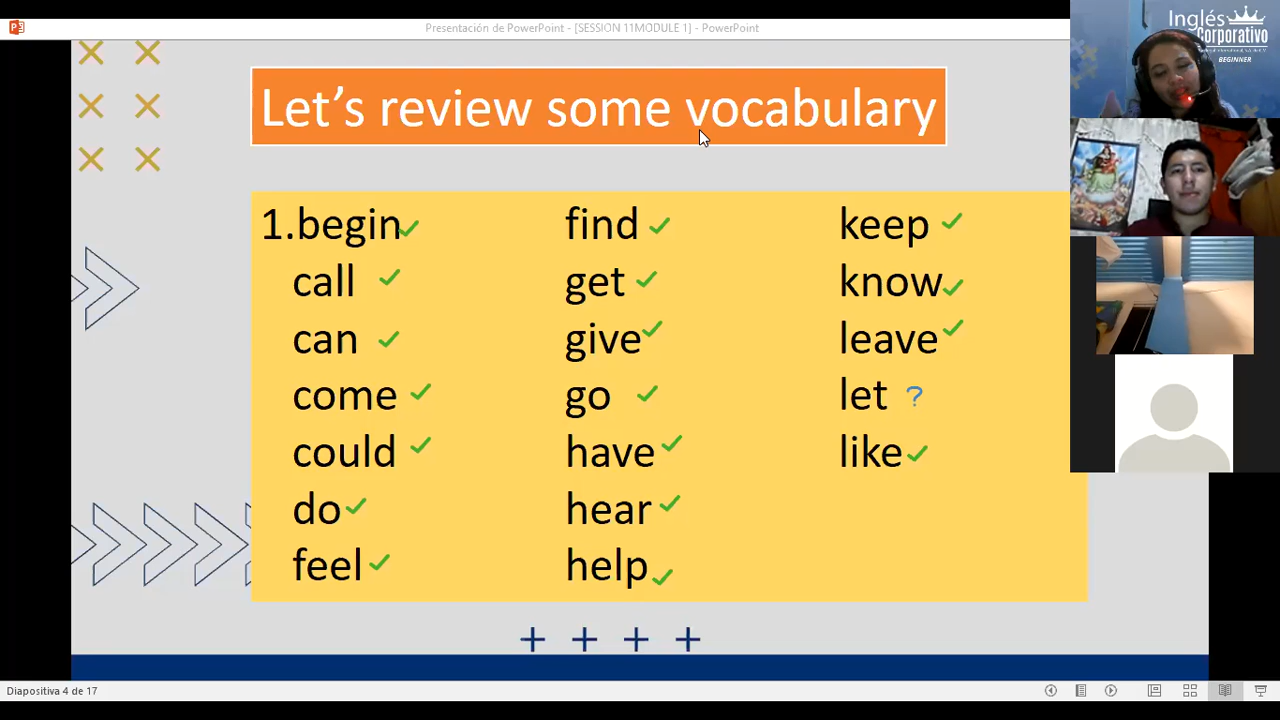 Presentación de PowerPoint - [SESSION 11MODULE 1] - PowerPoint
Inglés
Corporativo
BEGINNER
Let's review some vocabulary
1.begin
call
can
come
could
do
feel
find
get
give
go
have
hear
help
keep
know
leave
let ?
like
Diapositiva 4 de 17